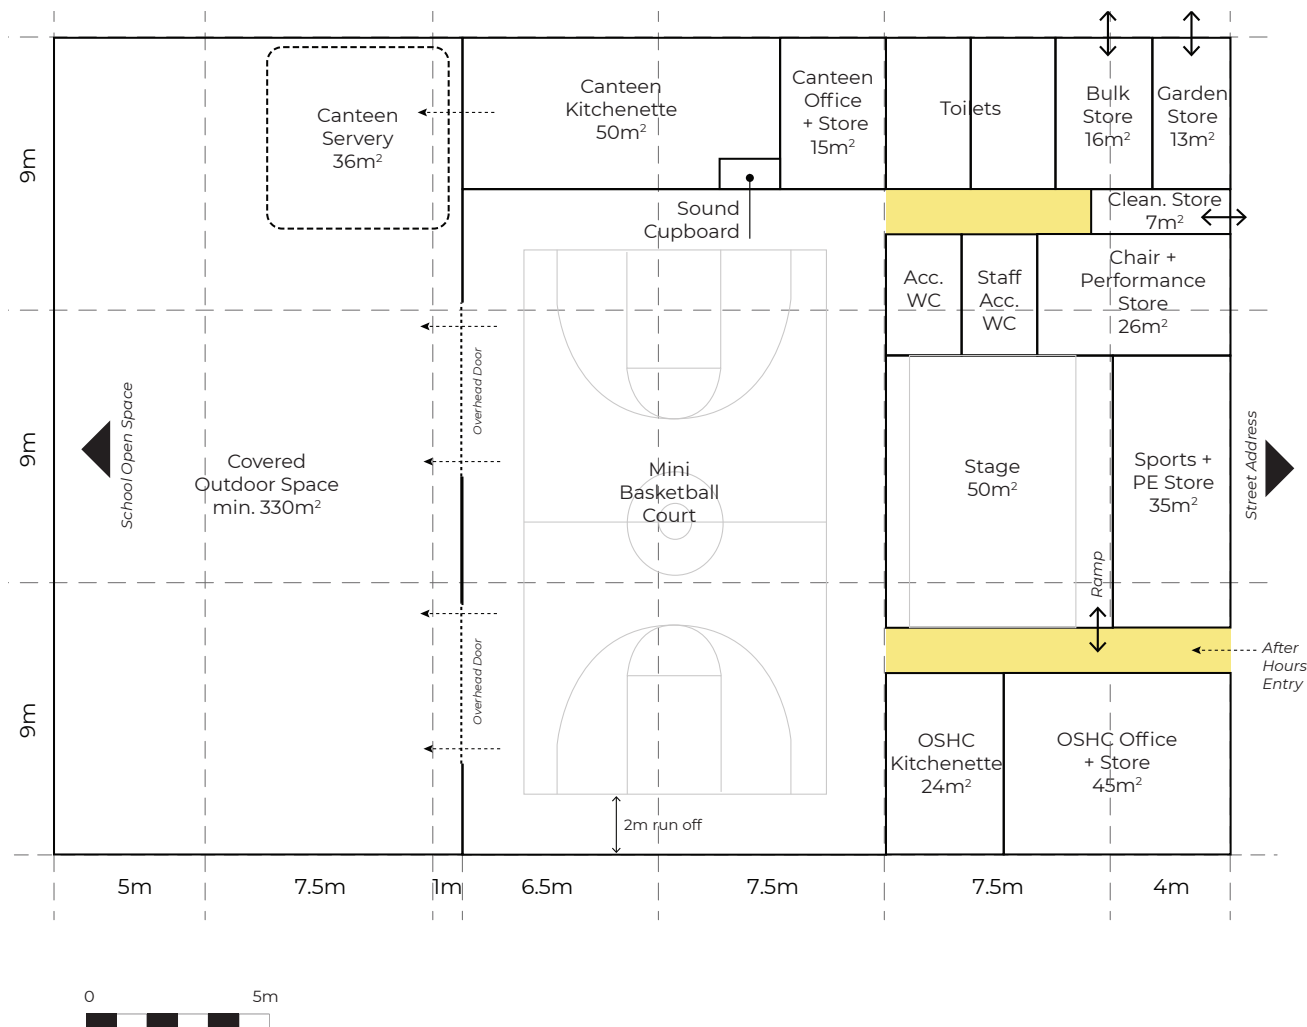 Canteen
Servery
36m²
Canteen
Kitchenette
50m²
Canteen
Office
+ Store
15m²
Toilets
Bulk
Store
16m²
Garden
Store
13m²
Clean. Store
7m²
Sound
Cupboard
Acc.
WC
Staff
Acc.
WC
Chair +
Performance
Store
26m²
9m
9m
9m
School Open Space
Covered
Outdoor Space
min. 330m²
Overhead Door
Overhead Door
Mini
Basketball
Court
Stage
50m²
Sports +
PE Store
35m²
Street Address
Ramp
After
Hours
Entry
OSHC
Kitchenette
24m²
OSHC Office
+ Store
45m²
2m run off
5m
7.5m
1m
6.5m
7.5m
7.5m
4m
0
5m